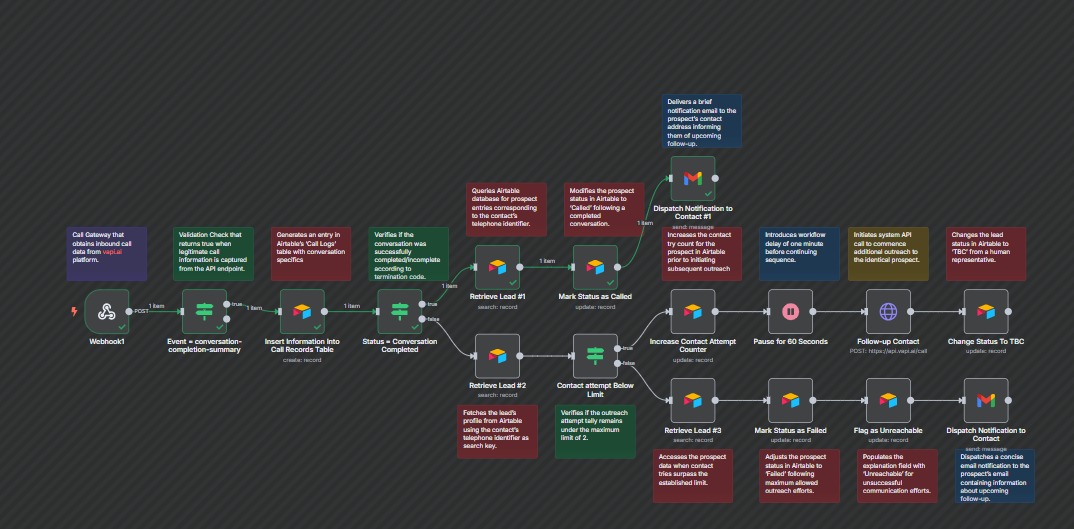 Delivers a brief
notification email to the
prospect's contact
address informing
them of upcoming
follow-up.
Dispatch Notification to
Contact #1
send: message
Queries Airtable
database for prospect
entries corresponding
to the contact's
telephone identifier.
Modifies the prospect
status in Airtable to
'Called' following a
completed
conversation.
1 item
Call Gateway that
obtains inbound call
data from vapi.ai
platform.
Validation Check that
returns true when
legitimate call
information is captured
from the API endpoint.
Generates an entry in
Airtable's 'Call Logs'
table with conversation
specifics
Verifies if the
conversation was
successfully
completed/incomplete
according to
termination code.
Increases the contact
try count for the
prospect in Airtable
prior to initiating
subsequent outreach
Introduces workflow
delay of one minute
before continuing
sequence.
Initiates system API
call to commence
additional outreach to
the identical prospect.
Changes the lead
status in Airtable to
'TBC' from a human
representative.
1 item
1 item
Retrieve Lead #1
search: record
Mark Status as Called
update: record
POST
1 item
true
1 item
1 item
true
false
Webhook1
Event = conversation-
completion-summary
Insert Information Into
Call Records Table
create: record
Status = Conversation
Completed
Increase Contact Attempt
Counter
update: record
Pause for 60 Seconds
Follow-up Contact
POST: https://api.vapi.ai/call
Change Status To TBC
update: record
true
false
Retrieve Lead #2
search: record
Contact attempt Below
Limit
Fetches the lead's
profile from Airtable
using the contact's
telephone identifier as
search key.
Verifies if the outreach
attempt tally remains
under the maximum
limit of 2.
Retrieve Lead #3
search: record
Mark Status as Failed
update: record
Flag as Unreachable
update: record
Dispatch Notification to
Contact
send: message
Accesses the prospect
data when contact
tries surpass the
established limit.
Adjusts the prospect
status in Airtable to
'Failed' following
maximum allowed
outreach efforts.
Populates the
explanation field with
'Unreachable' for
unsuccessful
communication efforts.
Dispatches a concise
email notification to the
prospect's email
containing information
about upcoming
follow-up.